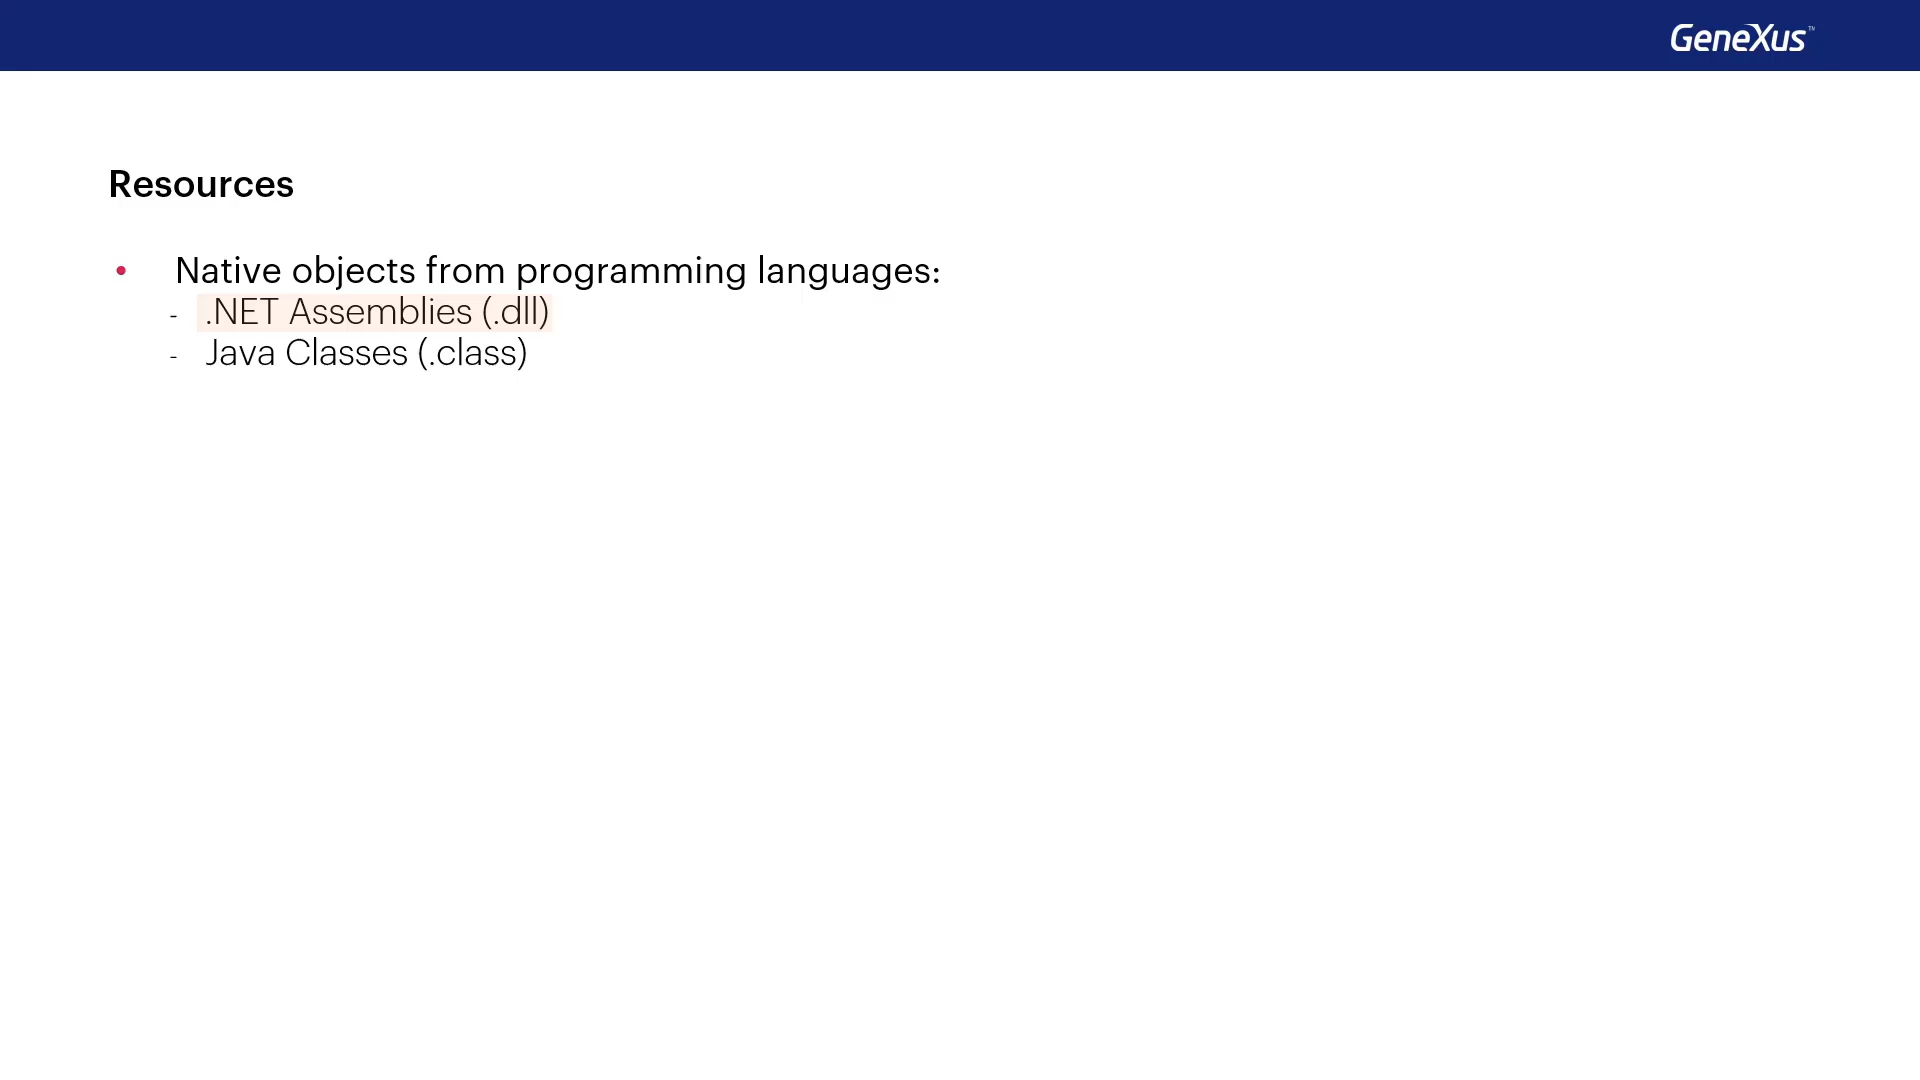 GeneXus™
Resources
• Native objects from programming languages:
- .NET Assemblies (.dll)
- Java Classes (.class)